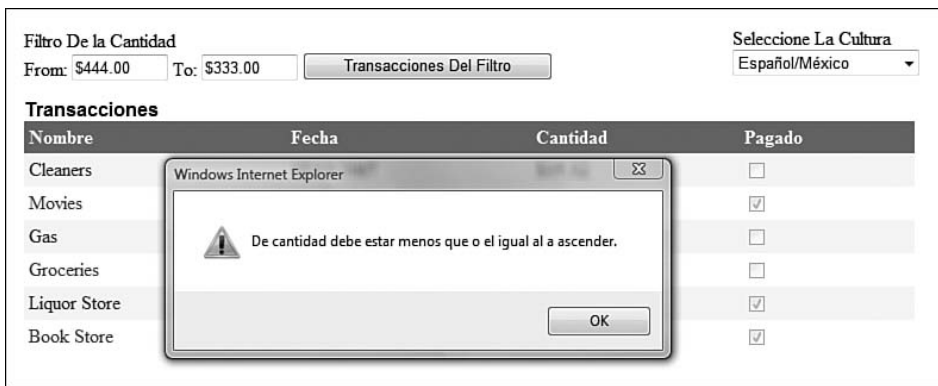 Filtro De la Cantidad
Seleccione La Cultura
From: $444.00 To: $333.00 Transacciones Del Filtro
Español/México
Transacciones
Nombre Fecha Cantidad Pagado
Cleaners
Windows Internet Explorer
Movies
De cantidad debe estar menos que o el igual al a ascender.
Gas
Groceries
Liquor Store
OK
Book Store